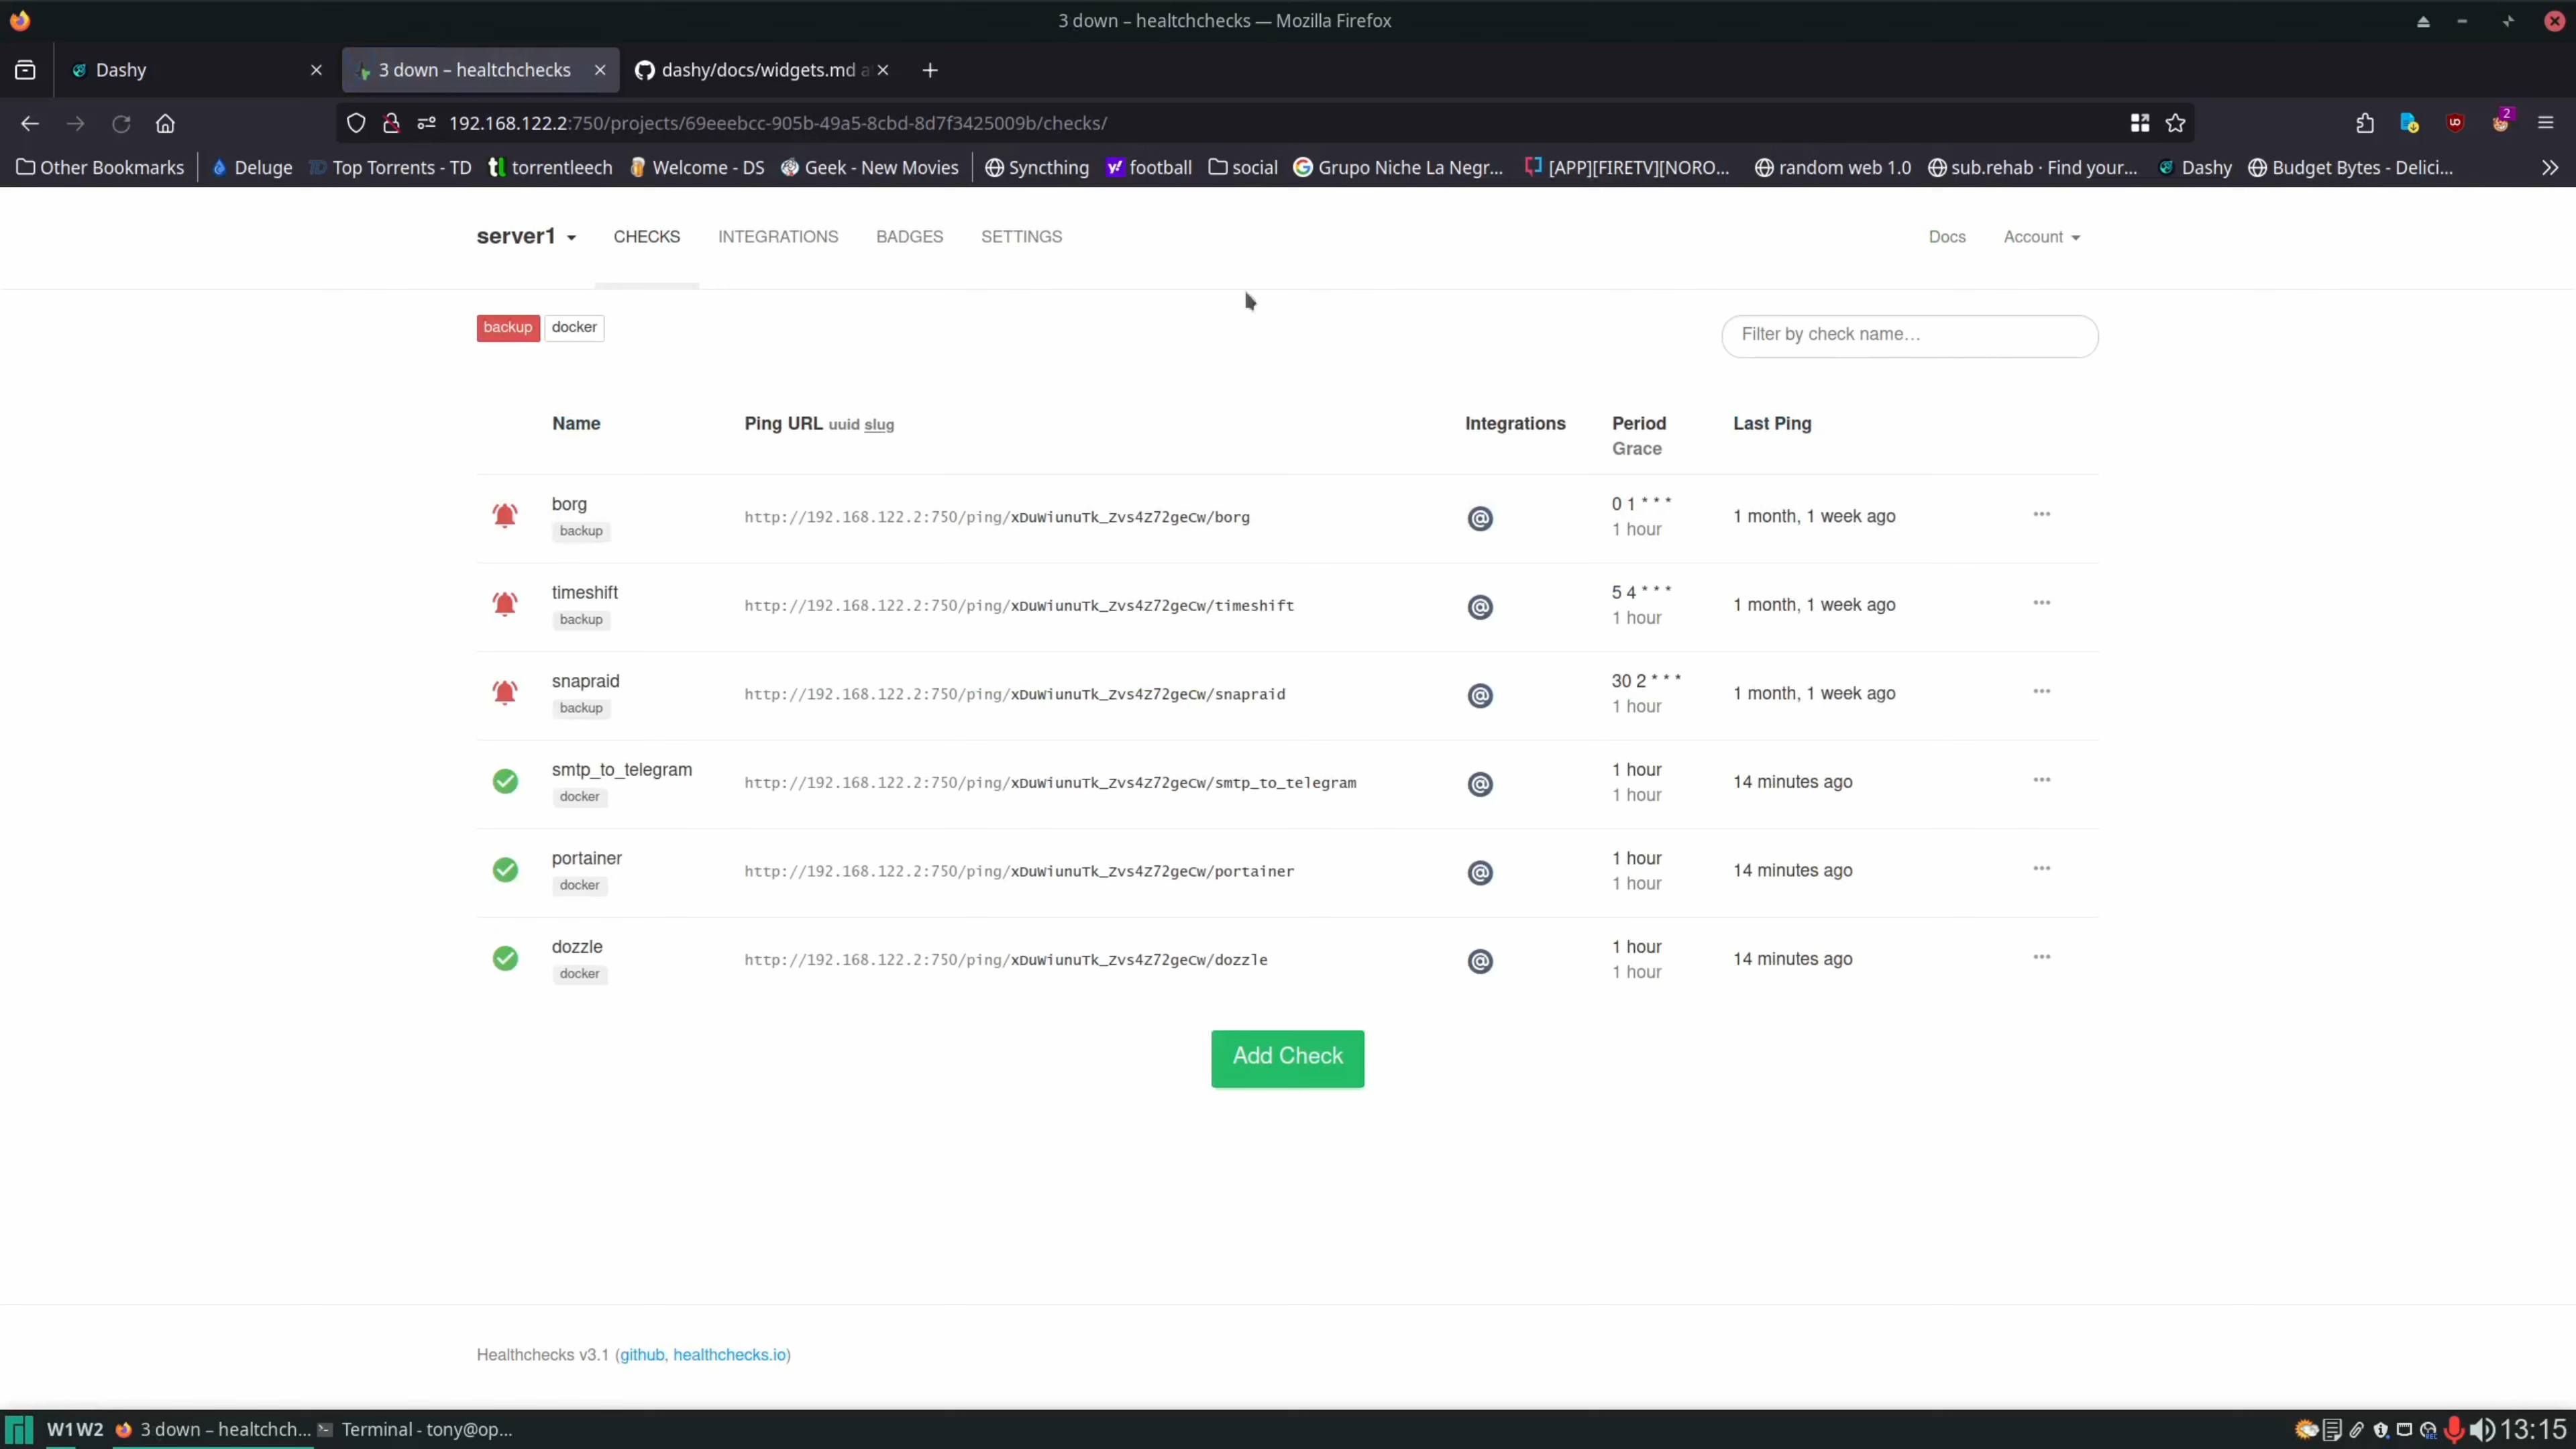 3 down – healtchchecks — Mozilla Firefox
Dashy
3 down – healtchchecks
dashy/docs/widgets.md a
192.168.122.2:750/projects/69eeebcc-905b-49a5-8cbd-8d7f3425009b/checks/
2
Other Bookmarks
Deluge
TD Top Torrents - TD
tl torrentleech
Welcome - DS
Geek - New Movies
Syncthing
y! football
social
G Grupo Niche La Negr...
[APP][FIRETV][NORO...
random web 1.0
sub.rehab · Find your...
Dashy
Budget Bytes - Delici...
server1
CHECKS
INTEGRATIONS
BADGES
SETTINGS
Docs
Account
backup docker
Filter by check name...
Name
Ping URL uuid slug
Integrations
Period
Grace
Last Ping
borg
backup
http://192.168.122.2:750/ping/xDuWiunuTk_Zvs4Z72geCw/borg
@
0 1 * * *
1 hour
1 month, 1 week ago
timeshift
backup
http://192.168.122.2:750/ping/xDuWiunuTk_Zvs4Z72geCw/timeshift
@
5 4 * * *
1 hour
1 month, 1 week ago
snapraid
backup
http://192.168.122.2:750/ping/xDuWiunuTk_Zvs4Z72geCw/snapraid
@
30 2 * * *
1 hour
1 month, 1 week ago
smtp_to_telegram
docker
http://192.168.122.2:750/ping/xDuWiunuTk_Zvs4Z72geCw/smtp_to_telegram
@
1 hour
1 hour
14 minutes ago
portainer
docker
http://192.168.122.2:750/ping/xDuWiunuTk_Zvs4Z72geCw/portainer
@
1 hour
1 hour
14 minutes ago
dozzle
docker
http://192.168.122.2:750/ping/xDuWiunuTk_Zvs4Z72geCw/dozzle
@
1 hour
1 hour
14 minutes ago
Add Check
Healthchecks v3.1 (github, healthchecks.io)
W1 W2
3 down – healtchch...
Terminal - tony@op...
13:15